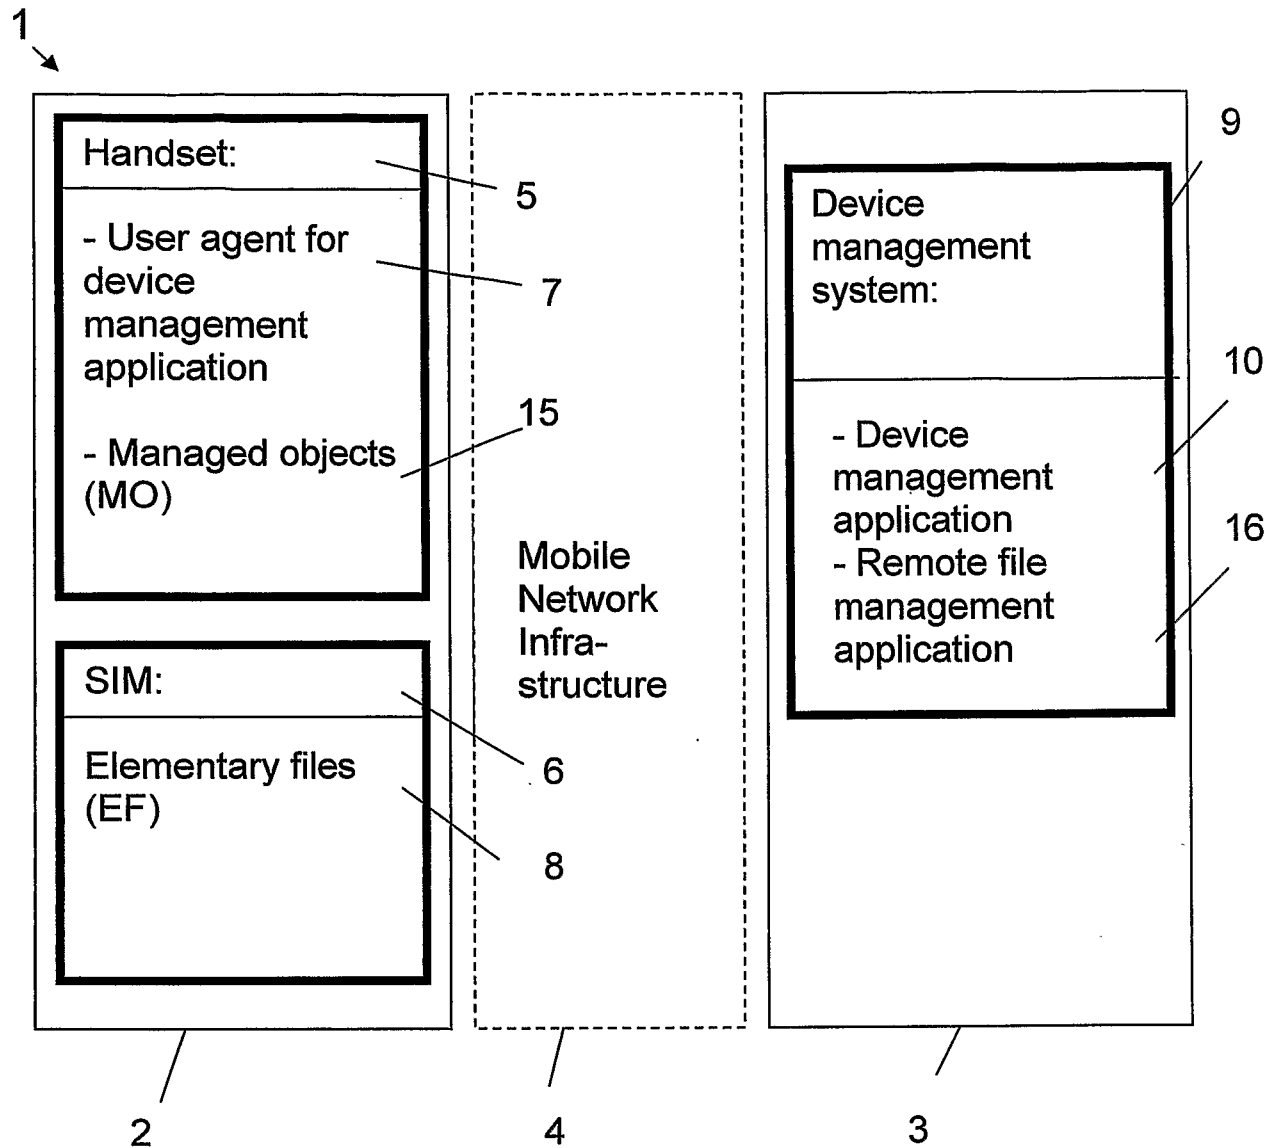 1
Handset:
5
- User agent for
device
management
application
7
- Managed objects
(MO)
15
SIM:
6
Elementary files
(EF)
8
2
Mobile
Network
Infra-
structure
4
9
Device
management
system:
10
- Device
management
application
- Remote file
management
application
16
3